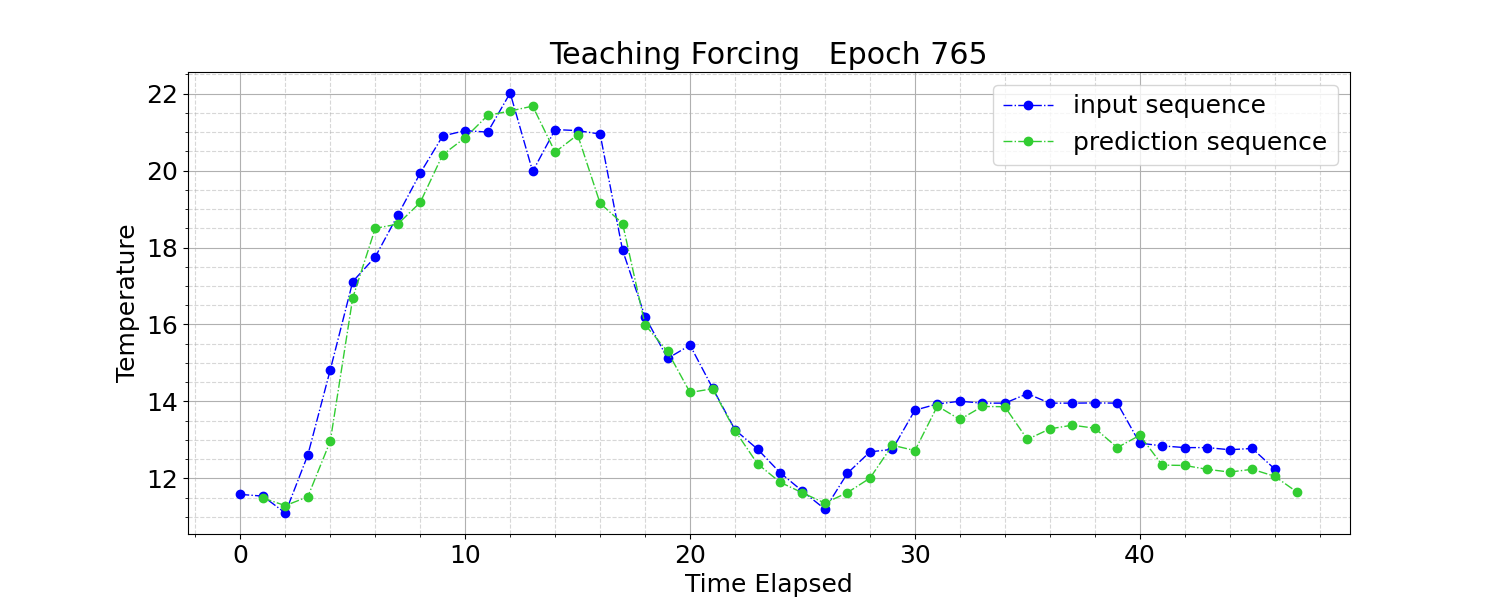 Teaching Forcing   Epoch 765
input sequence
prediction sequence
Temperature
22
20
18
16
14
12
0 10 20 30 40
Time Elapsed